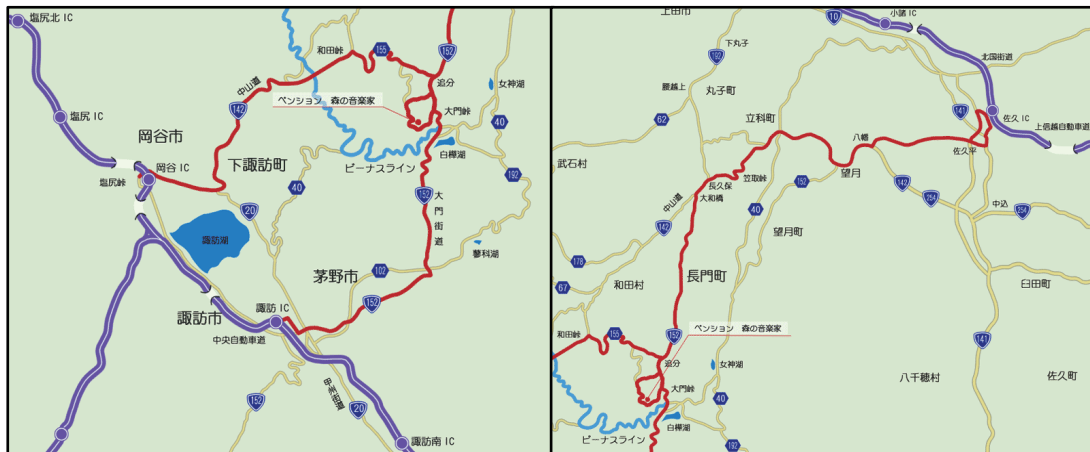 塩尻北 IC
和田峠
155
152
追分
女神湖
中山道
ペンション 森の音楽家
大門峠
142
40
塩尻 IC
岡谷市
白樺湖
下諏訪町
ビーナスライン
塩尻峠
岡谷 IC
40
192
20
152
大門街道
諏訪湖
蓼科湖
茅野市
102
152
諏訪市
諏訪 IC
中央自動車道
甲州街道
152
20
諏訪南 IC
上田市
10
小諸 IC
下丸子
192
北国街道
腰越上
丸子町
141
佐久 IC
62
立科町
八幡
上信越自動車道
佐久平
武石村
笠取峠
望月
長久保
152
142
大和橋
254
中山道
40
中込
254
142
望月町
178
和田村
長門町
臼田町
67
ペンション 森の音楽家
和田峠
155
152
141
追分
女神湖
八千穂村
佐久町
大門峠
40
ビーナスライン
白樺湖
192